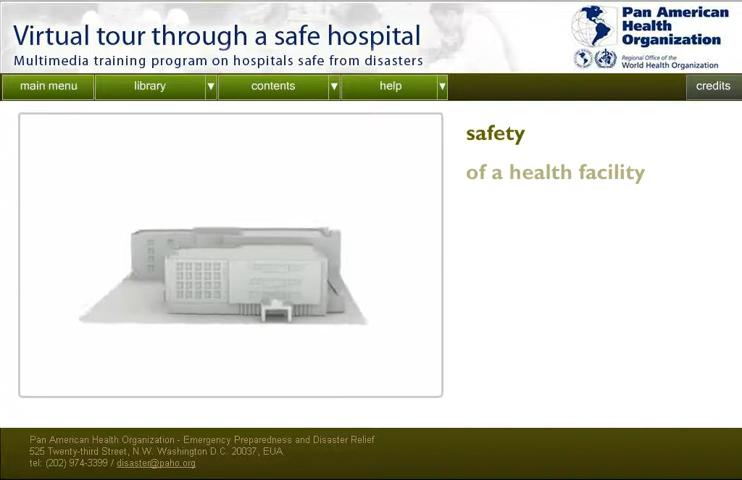 Virtual tour through a safe hospital
Multimedia training program on hospitals safe from disasters
Pan American
Health
Organization
Regional Office of the
World Health Organization
main menu
library
contents
help
credits
safety
of a health facility
Pan American Health Organization - Emergency Preparedness and Disaster Relief
525 Twenty-third Street, N.W. Washington D.C. 20037, EUA
tel: (202) 974-3399 / disaster@paho.org